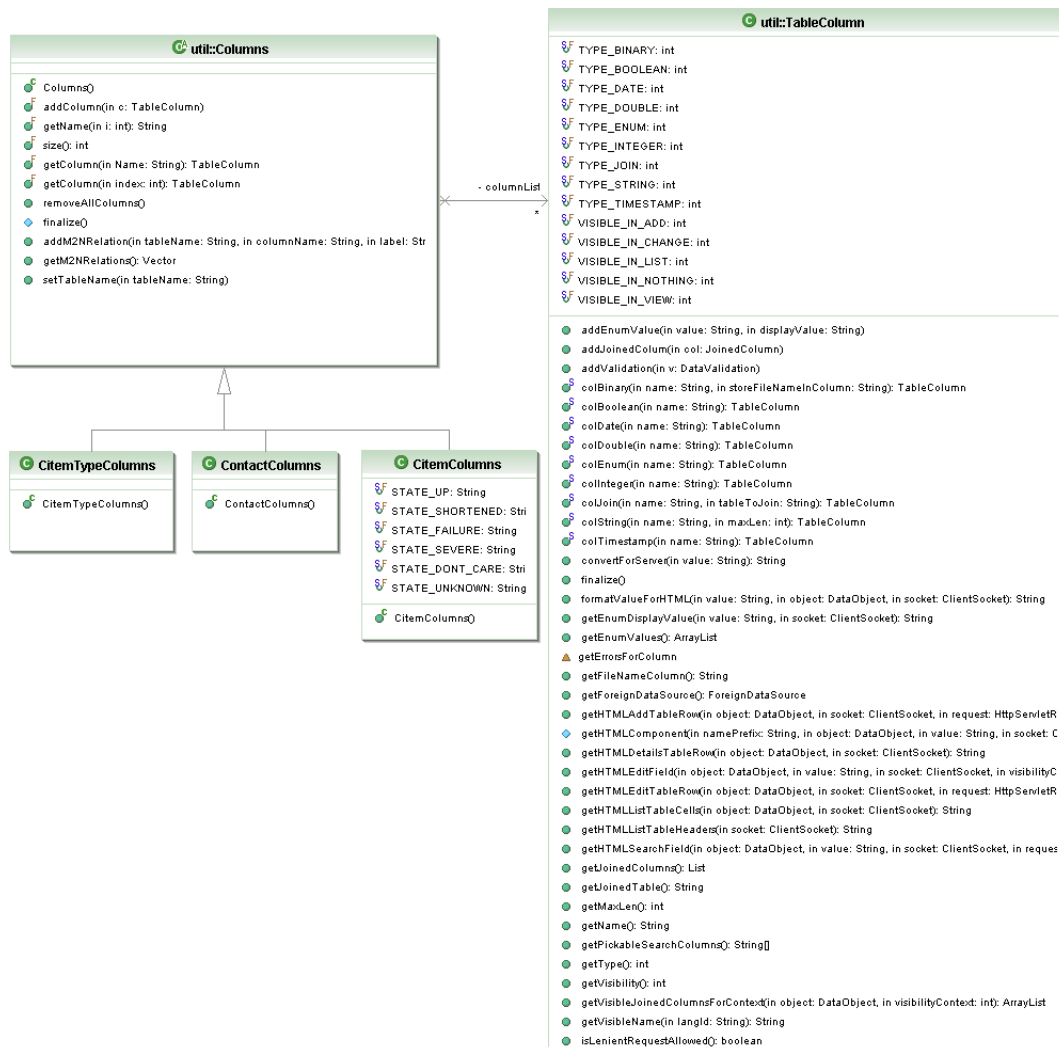 util::Columns
Columns()
addColumn(in c: TableColumn)
getName(in i: int): String
size(): int
getColumn(in Name: String): TableColumn
getColumn(in index: int): TableColumn
removeAllColumns()
finalize()
addM2NRelation(in tableName: String, in columnName: String, in label: Str
getM2NRelations(): Vector
setTableName(in tableName: String)
- columnList
*
CitemTypeColumns
CitemTypeColumns()
ContactColumns
ContactColumns()
CitemColumns
STATE_UP: String
STATE_SHORTENED: Stri
STATE_FAILURE: String
STATE_SEVERE: String
STATE_DONT_CARE: Stri
STATE_UNKNOWN: String
CitemColumns()
util::TableColumn
TYPE_BINARY: int
TYPE_BOOLEAN: int
TYPE_DATE: int
TYPE_DOUBLE: int
TYPE_ENUM: int
TYPE_INTEGER: int
TYPE_JOIN: int
TYPE_STRING: int
TYPE_TIMESTAMP: int
VISIBLE_IN_ADD: int
VISIBLE_IN_CHANGE: int
VISIBLE_IN_LIST: int
VISIBLE_IN_NOTHING: int
VISIBLE_IN_VIEW: int
addEnumValue(in value: String, in displayValue: String)
addJoinedColum(in col: JoinedColumn)
addValidation(in v: DataValidation)
colBinary(in name: String, in storeFileNameInColumn: String): TableColumn
colBoolean(in name: String): TableColumn
colDate(in name: String): TableColumn
colDouble(in name: String): TableColumn
colEnum(in name: String): TableColumn
colInteger(in name: String): TableColumn
colJoin(in name: String, in tableToJoin: String): TableColumn
colString(in name: String, in maxLen: int): TableColumn
colTimestamp(in name: String): TableColumn
convertForServer(in value: String): String
finalize()
formatValueForHTML(in value: String, in object: DataObject, in socket: ClientSocket): String
getEnumDisplayValue(in value: String, in socket: ClientSocket): String
getEnumValues(): ArrayList
getErrorsForColumn
getFileNameColumn(): String
getForeignDataSource(): ForeignDataSource
getHTMLAddTableRow(in object: DataObject, in socket: ClientSocket, in request: HttpServletR
getHTMLComponent(in namePrefix: String, in object: DataObject, in value: String, in socket: C
getHTMLDetailsTableRow(in object: DataObject, in socket: ClientSocket): String
getHTMLEditField(in object: DataObject, in value: String, in socket: ClientSocket, in visibilityC
getHTMLEditTableRow(in object: DataObject, in socket: ClientSocket, in request: HttpServletR
getHTMLListTableCells(in object: DataObject, in socket: ClientSocket): String
getHTMLListTableHeaders(in socket: ClientSocket): String
getHTMLSearchField(in object: DataObject, in value: String, in socket: ClientSocket, in reques
getJoinedColumns(): List
getJoinedTable(): String
getMaxLen(): int
getName(): String
getPickableSearchColumns(): String[]
getType(): int
getVisibility(): int
getVisibleJoinedColumnsForContext(in object: DataObject, in visibilityContext: int): ArrayList
getVisibleName(in langId: String): String
isLenientRequestAllowed(): boolean